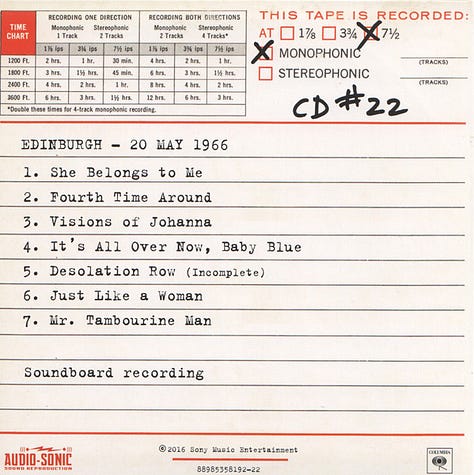 TIME CHART
RECORDING ONE DIRECTION
RECORDING BOTH DIRECTIONS
Monophonic 1 Track
Stereophonic 2 Tracks
Monophonic 2 Tracks
Stereophonic 4 Tracks*
1⅞ ips 3¾ ips 7½ ips 1⅞ ips 3¾ ips 7½ ips
1200 Ft. 2 hrs. 1 hr. 30 min. 4 hrs. 2 hrs. 1 hr.
1800 Ft. 3 hrs. 1½ hrs. 45 min. 6 hrs. 3 hrs. 1½ hrs.
2400 Ft. 4 hrs. 2 hrs. 1 hr. 8 hrs. 4 hrs. 2 hrs.
3600 Ft. 6 hrs. 3 hrs. 1½ hrs. 12 hrs. 6 hrs. 3 hrs.
*Double these times for 4-track monophonic recording.
THIS TAPE IS RECORDED:
AT 1⅞ 3¾ X 7½
X MONOPHONIC
(TRACKS)
STEREOPHONIC
(TRACKS)
CD #22
EDINBURGH – 20 MAY 1966
1. She Belongs to Me
2. Fourth Time Around
3. Visions of Johanna
4. It's All Over Now, Baby Blue
5. Desolation Row (Incomplete)
6. Just Like a Woman
7. Mr. Tambourine Man
Soundboard recording
AUDIO-SONIC
SOUND REPRODUCTION
℗©2016 Sony Music Entertainment
88985358192-22
COLUMBIA